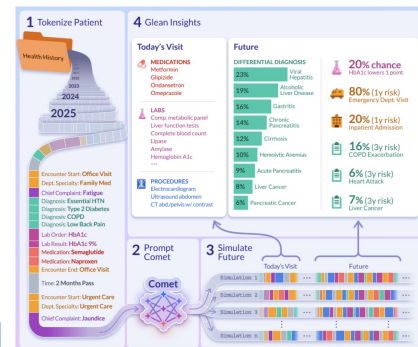 1 Tokenize Patient
Health History
2023
2024
2025
Encounter Start: Office Visit
Dept. Specialty: Family Med
Chief Complaint: Fatigue
Diagnosis: Essential HTN
Diagnosis: Type 2 Diabetes
Diagnosis: COPD
Diagnosis: Low Back Pain
Lab Order: HbA1c
Lab Result: HbA1c 9%
Medication: Semaglutide
Medication: Naproxen
Encounter End: Office Visit
Time: 2 Months Pass
Encounter Start: Urgent Care
Dept. Specialty: Urgent Care
Chief Complaint: Jaundice
4 Glean Insights
Today's Visit
MEDICATIONS
Metformin
Glipizide
Ondansetron
Omeprazole
LABS
Comp. metabolic panel
Liver function tests
Complete blood count
Lipase
Amylase
Hemoglobin A1c
...
PROCEDURES
Electrocardiogram
Ultrasound abdomen
CT abd/pelvis w/ contrast
Future
DIFFERENTIAL DIAGNOSIS
23% Viral Hepatitis
19% Alcoholic Liver Disease
16% Gastritis
14% Chronic Pancreatitis
12% Cirrhosis
10% Hemolytic Anemias
9% Acute Pancreatitis
8% Liver Cancer
6% Pancreatic Cancer
20% chance
HbA1c lowers 1 point
80% (1y risk)
Emergency Dept. Visit
20% (1y risk)
Inpatient Admission
16% (3y risk)
COPD Exacerbation
6% (3y risk)
Heart Attack
7% (3y risk)
Liver Cancer
2 Prompt Comet
Comet
3 Simulate Future
Today's Visit
Future
Simulation 1
Simulation 2
Simulation 3
Simulation n